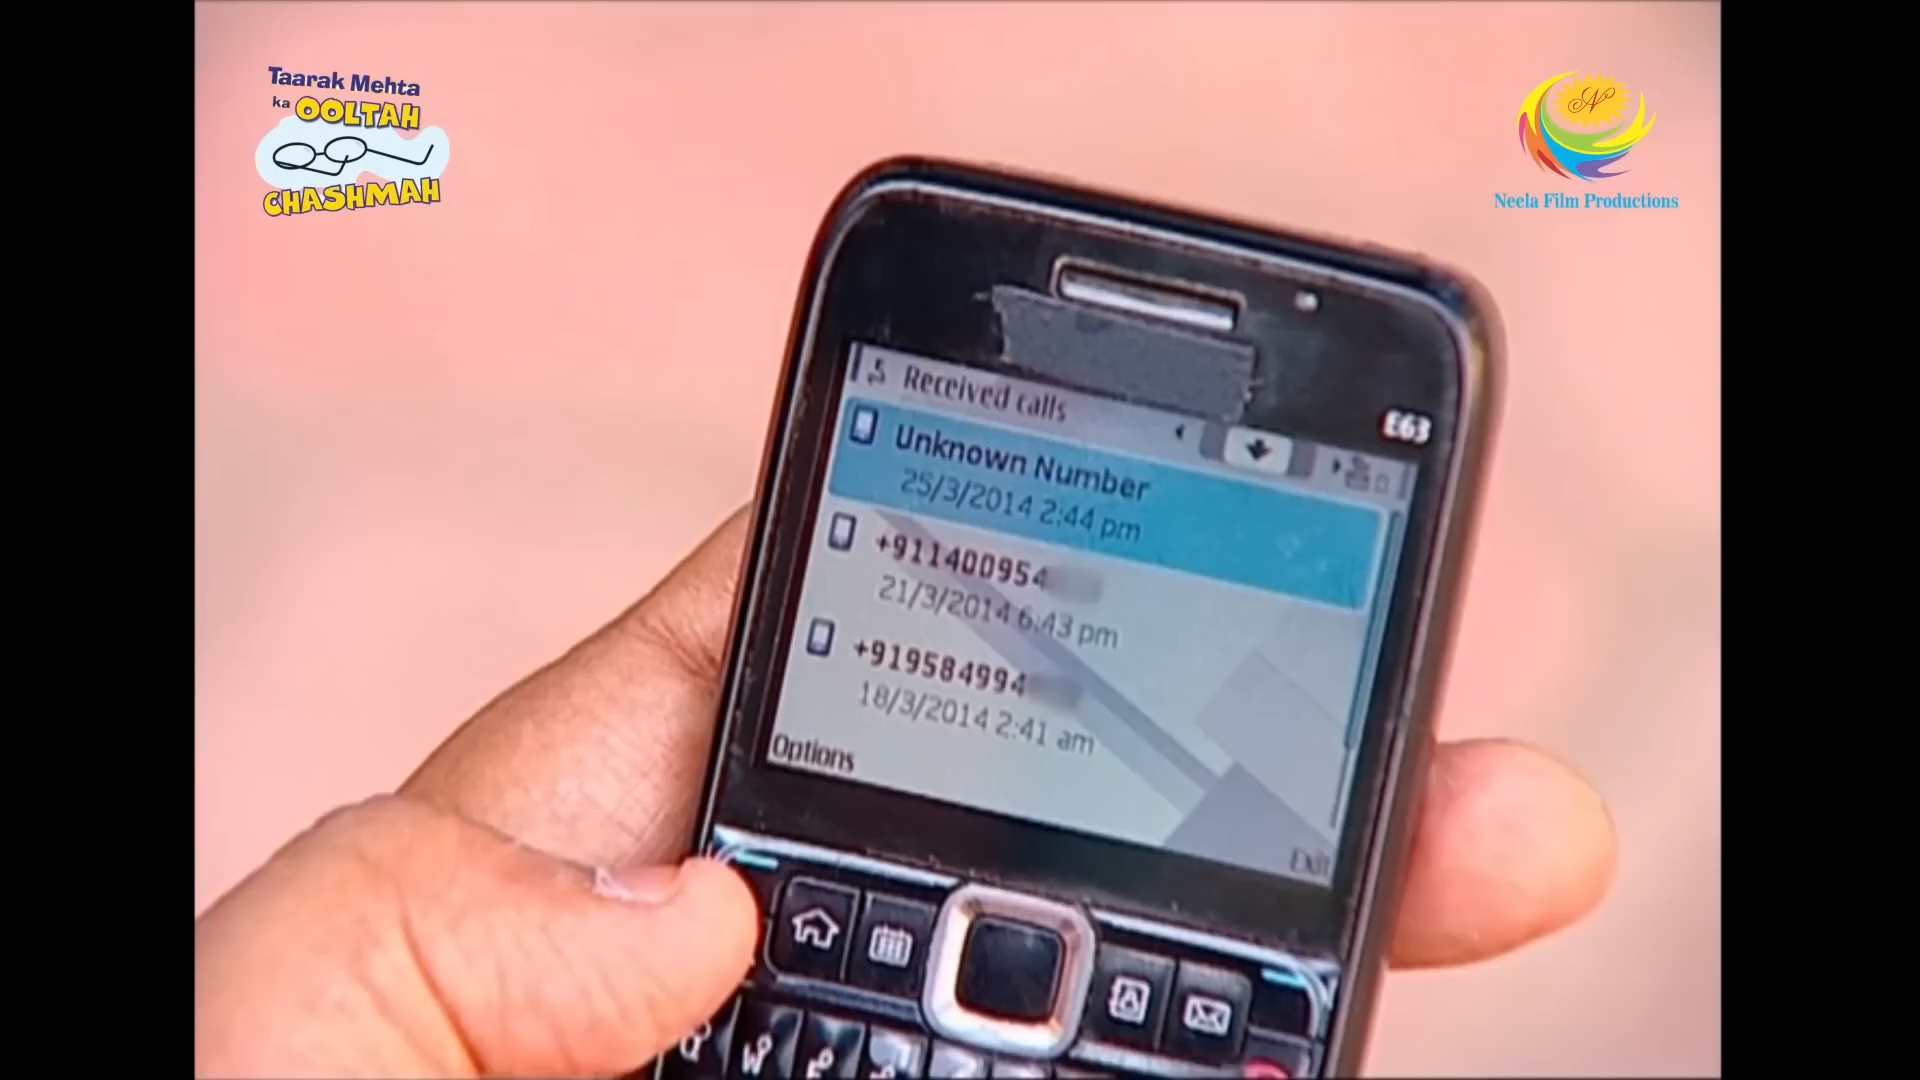 Taarak Mehta
ka OOLTAH
CHASHMAH
Neela Film Productions
E63
Received calls
Unknown Number
25/3/2014 2:44 pm
+911400954
21/3/2014 6:43 pm
+919584994
18/3/2014 2:41 am
Options
Exit
Q W E